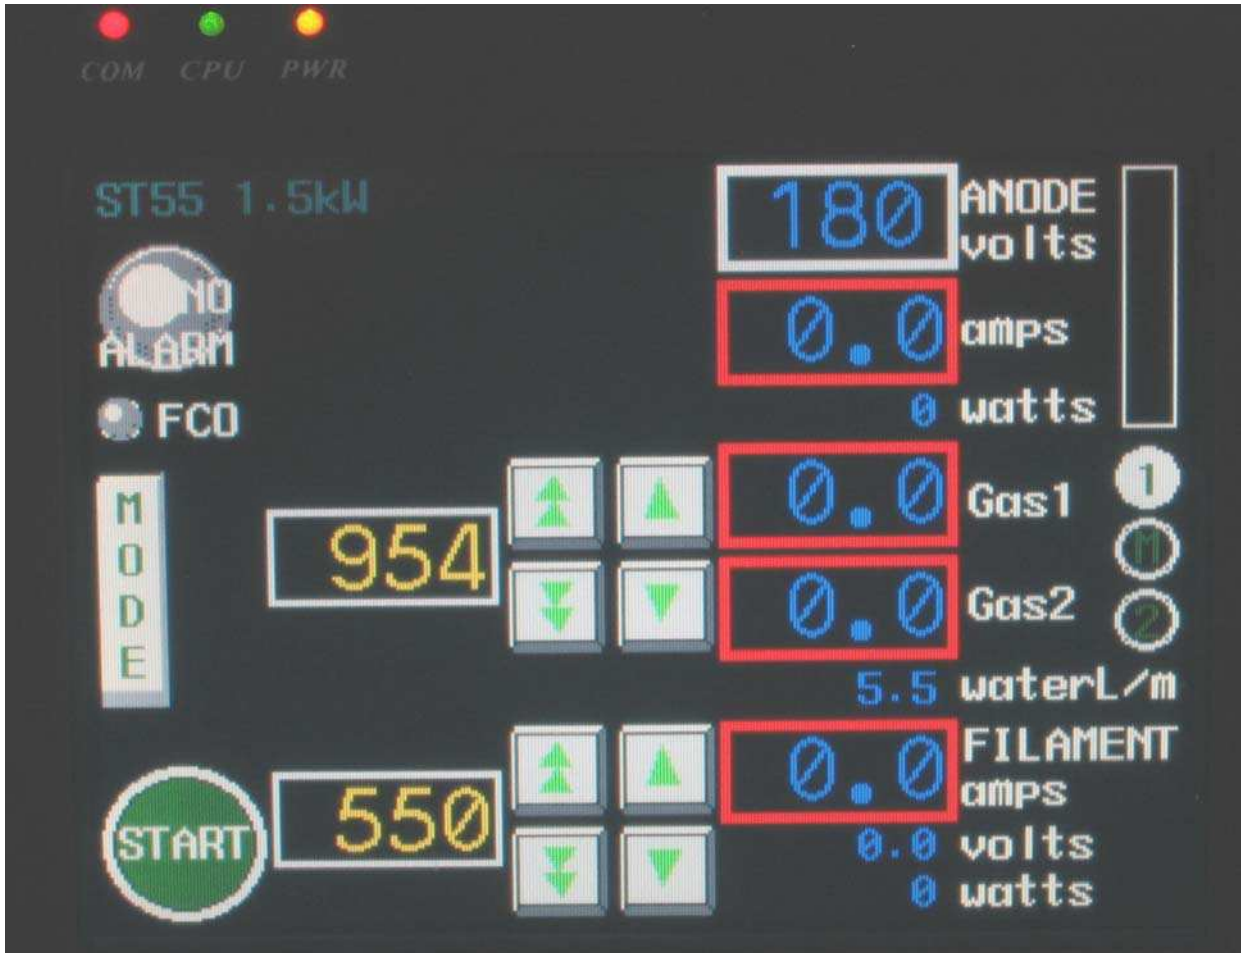 COM CPU PWR
ST55 1.5kW
180 ANODE
volts
NO
ALARM
0.0 amps
0 watts
FCO
MODE
954
0.0 Gas1
1
M
0.0 Gas2
2
5.5 waterL/m
START
550
0.0 FILAMENT
amps
0.0 volts
0 watts